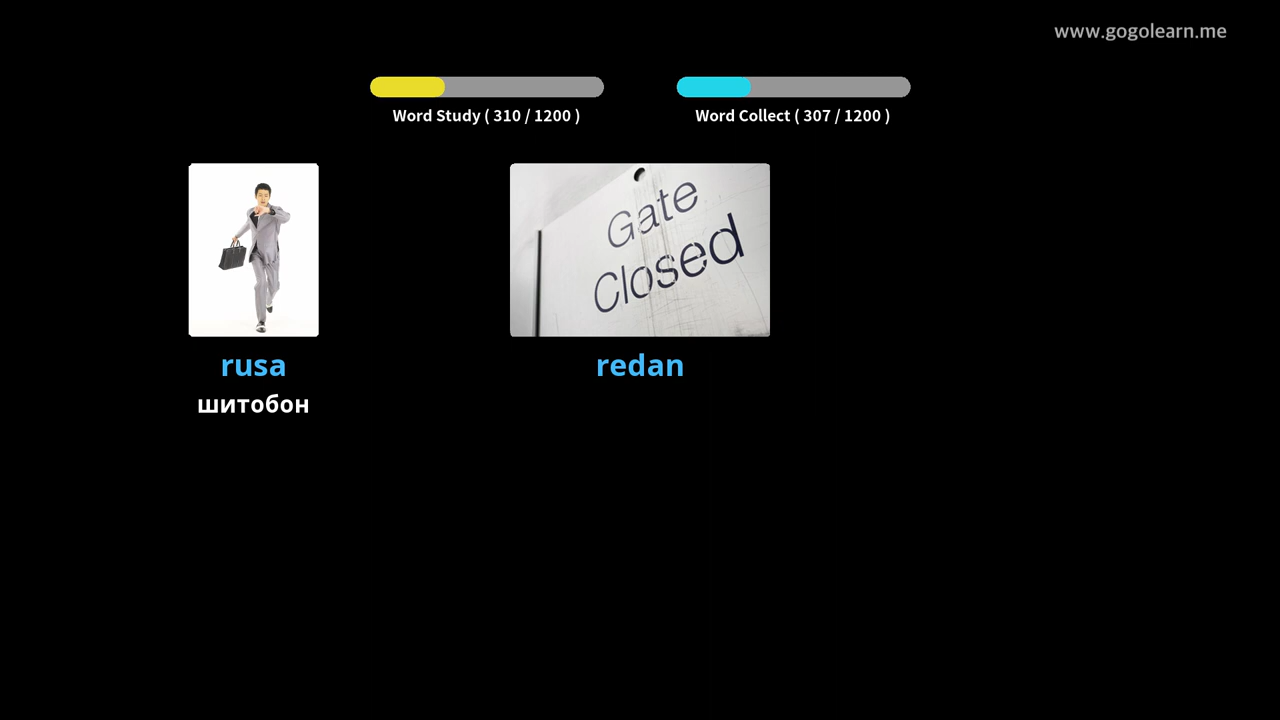 www.gogolearn.me
Word Study ( 310 / 1200 )
Word Collect ( 307 / 1200 )
Gate
Closed
rusa
redan
шитобон